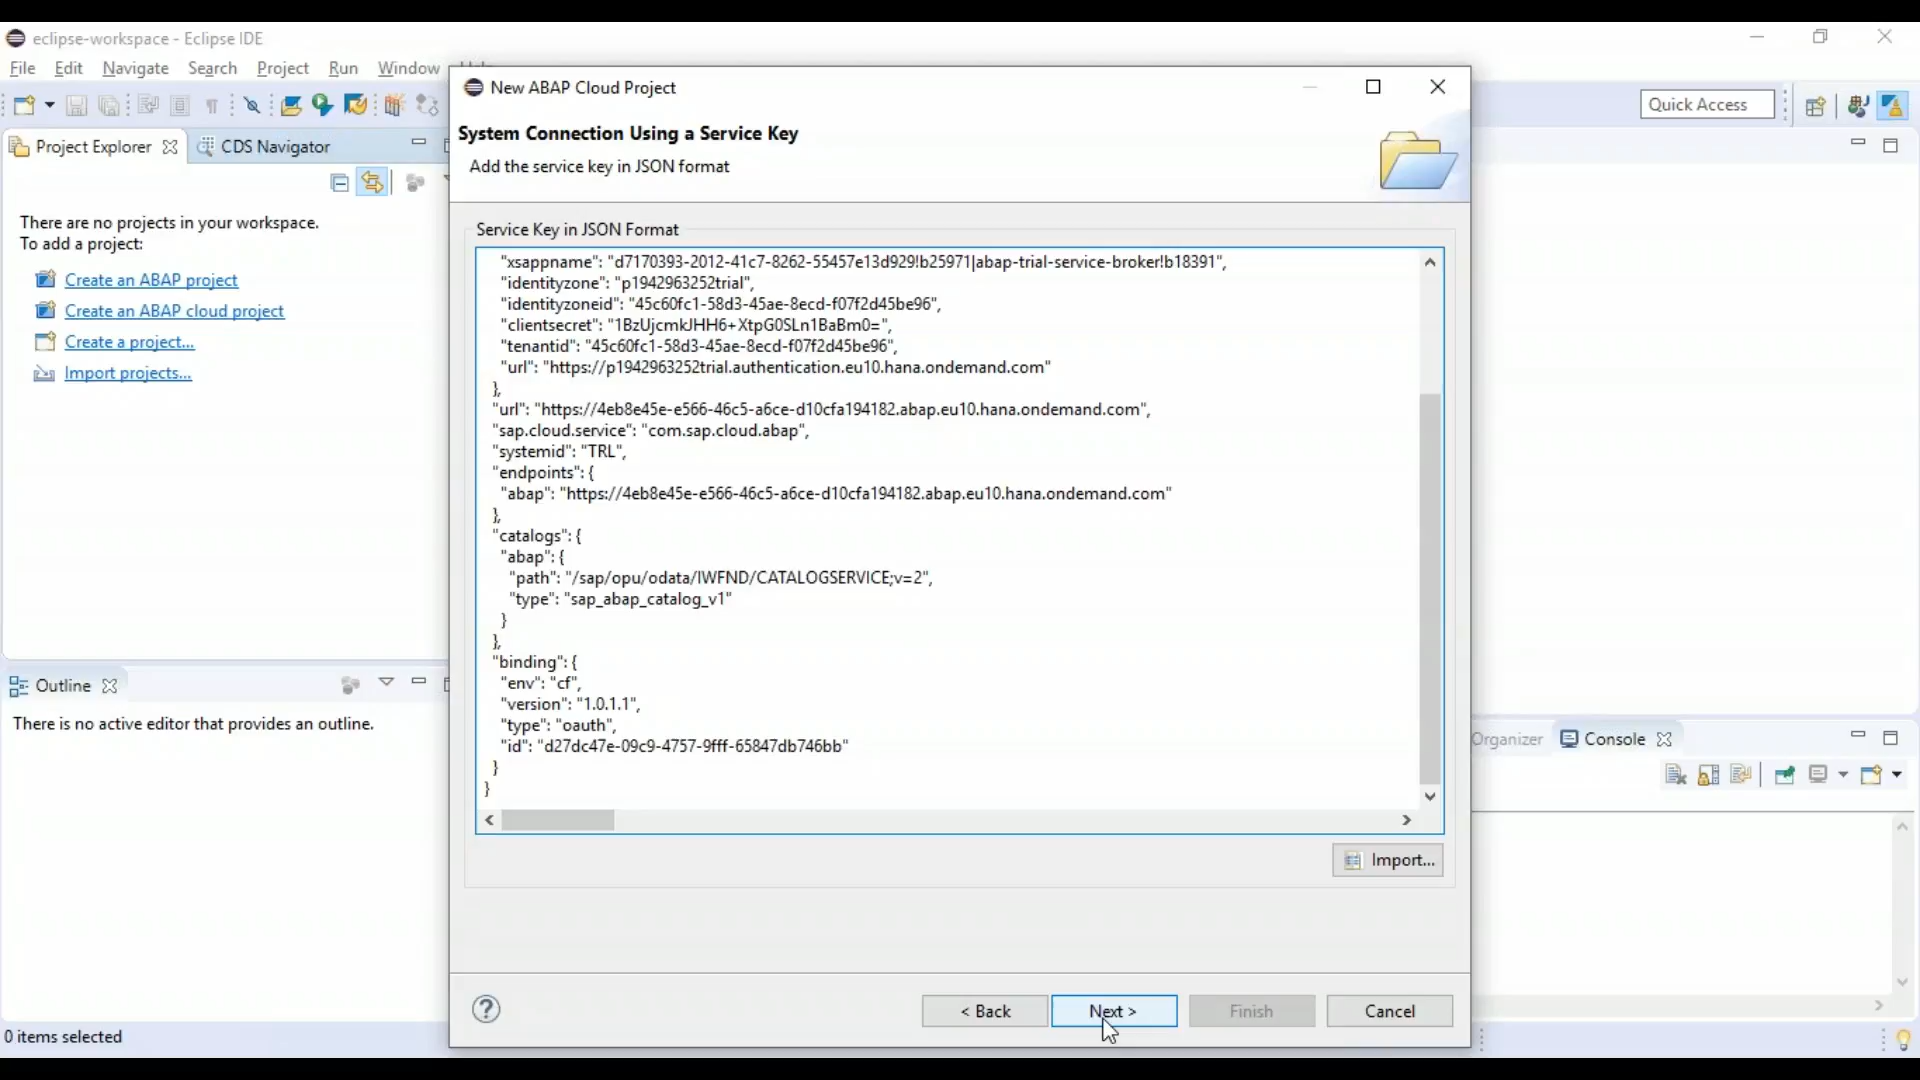 eclipse-workspace - Eclipse IDE
File Edit Navigate Search Project Run Window
Quick Access
Project Explorer
CDS Navigator
There are no projects in your workspace.
To add a project:
Create an ABAP project
Create an ABAP cloud project
Create a project...
Import projects...
Outline
There is no active editor that provides an outline.
0 items selected
New ABAP Cloud Project
System Connection Using a Service Key
Add the service key in JSON format
Service Key in JSON Format
"xsappname": "d7170393-2012-41c7-8262-55457e13d929!b25971|abap-trial-service-broker!b18391",
"identityzone": "p1942963252trial",
"identityzoneid": "45c60fc1-58d3-45ae-8ecd-f07f2d45be96",
"clientsecret": "1BzUjcmkJHH6+XtpG0SLn1BaBm0=",
"tenantid": "45c60fc1-58d3-45ae-8ecd-f07f2d45be96",
"url": "https://p1942963252trial.authentication.eu10.hana.ondemand.com"
},
"url": "https://4eb8e45e-e566-46c5-a6ce-d10cfa194182.abap.eu10.hana.ondemand.com",
"sap.cloud.service": "com.sap.cloud.abap",
"systemid": "TRL",
"endpoints": {
"abap": "https://4eb8e45e-e566-46c5-a6ce-d10cfa194182.abap.eu10.hana.ondemand.com"
},
"catalogs": {
"abap": {
"path": "/sap/opu/odata/IWFND/CATALOGSERVICE;v=2",
"type": "sap_abap_catalog_v1"
}
},
"binding": {
"env": "cf",
"version": "1.0.1.1",
"type": "oauth",
"id": "d27dc47e-09c9-4757-9fff-65847db746bb"
}
}
Import...
< Back
Next >
Finish
Cancel
Organizer
Console